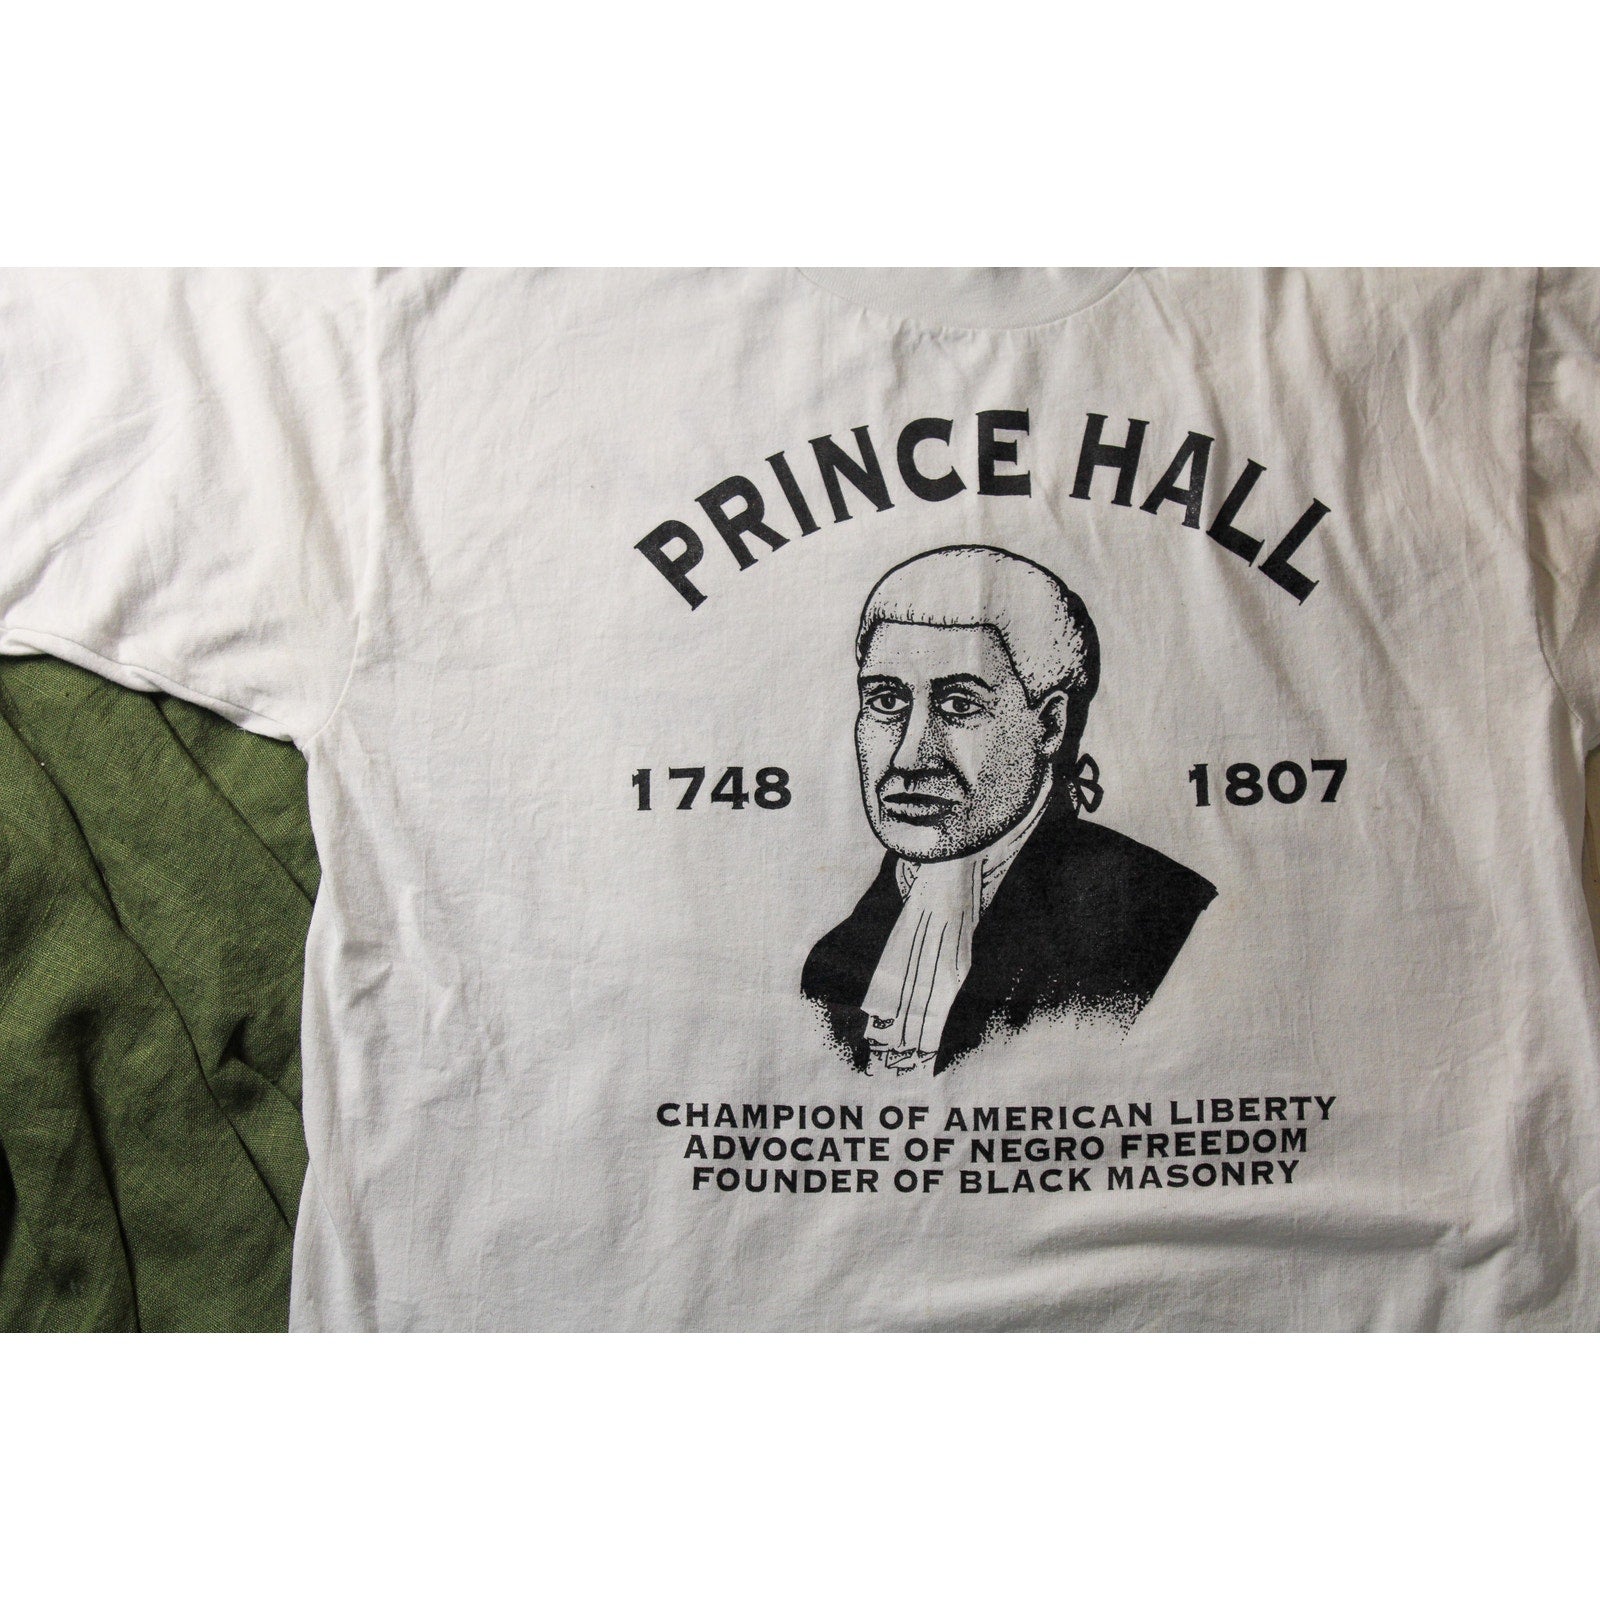 PRINCE HALL
1748 1807
CHAMPION OF AMERICAN LIBERTY
ADVOCATE OF NEGRO FREEDOM
FOUNDER OF BLACK MASONRY